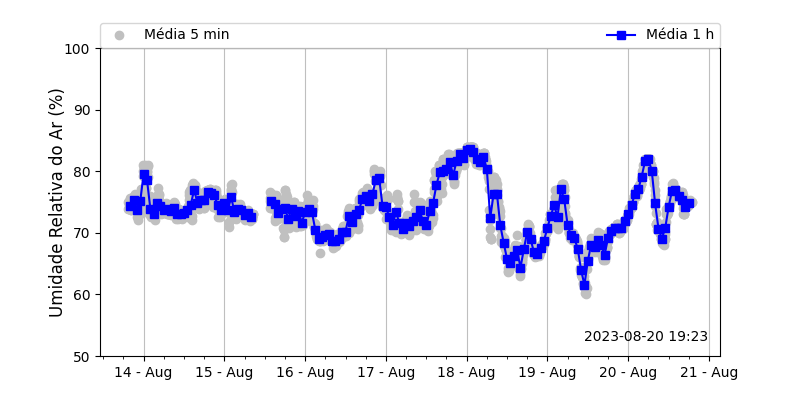 Média 5 min
Média 1 h
Umidade Relativa do Ar (%)
100
90
80
70
60
50
2023-08-20 19:23
14 - Aug
15 - Aug
16 - Aug
17 - Aug
18 - Aug
19 - Aug
20 - Aug
21 - Aug